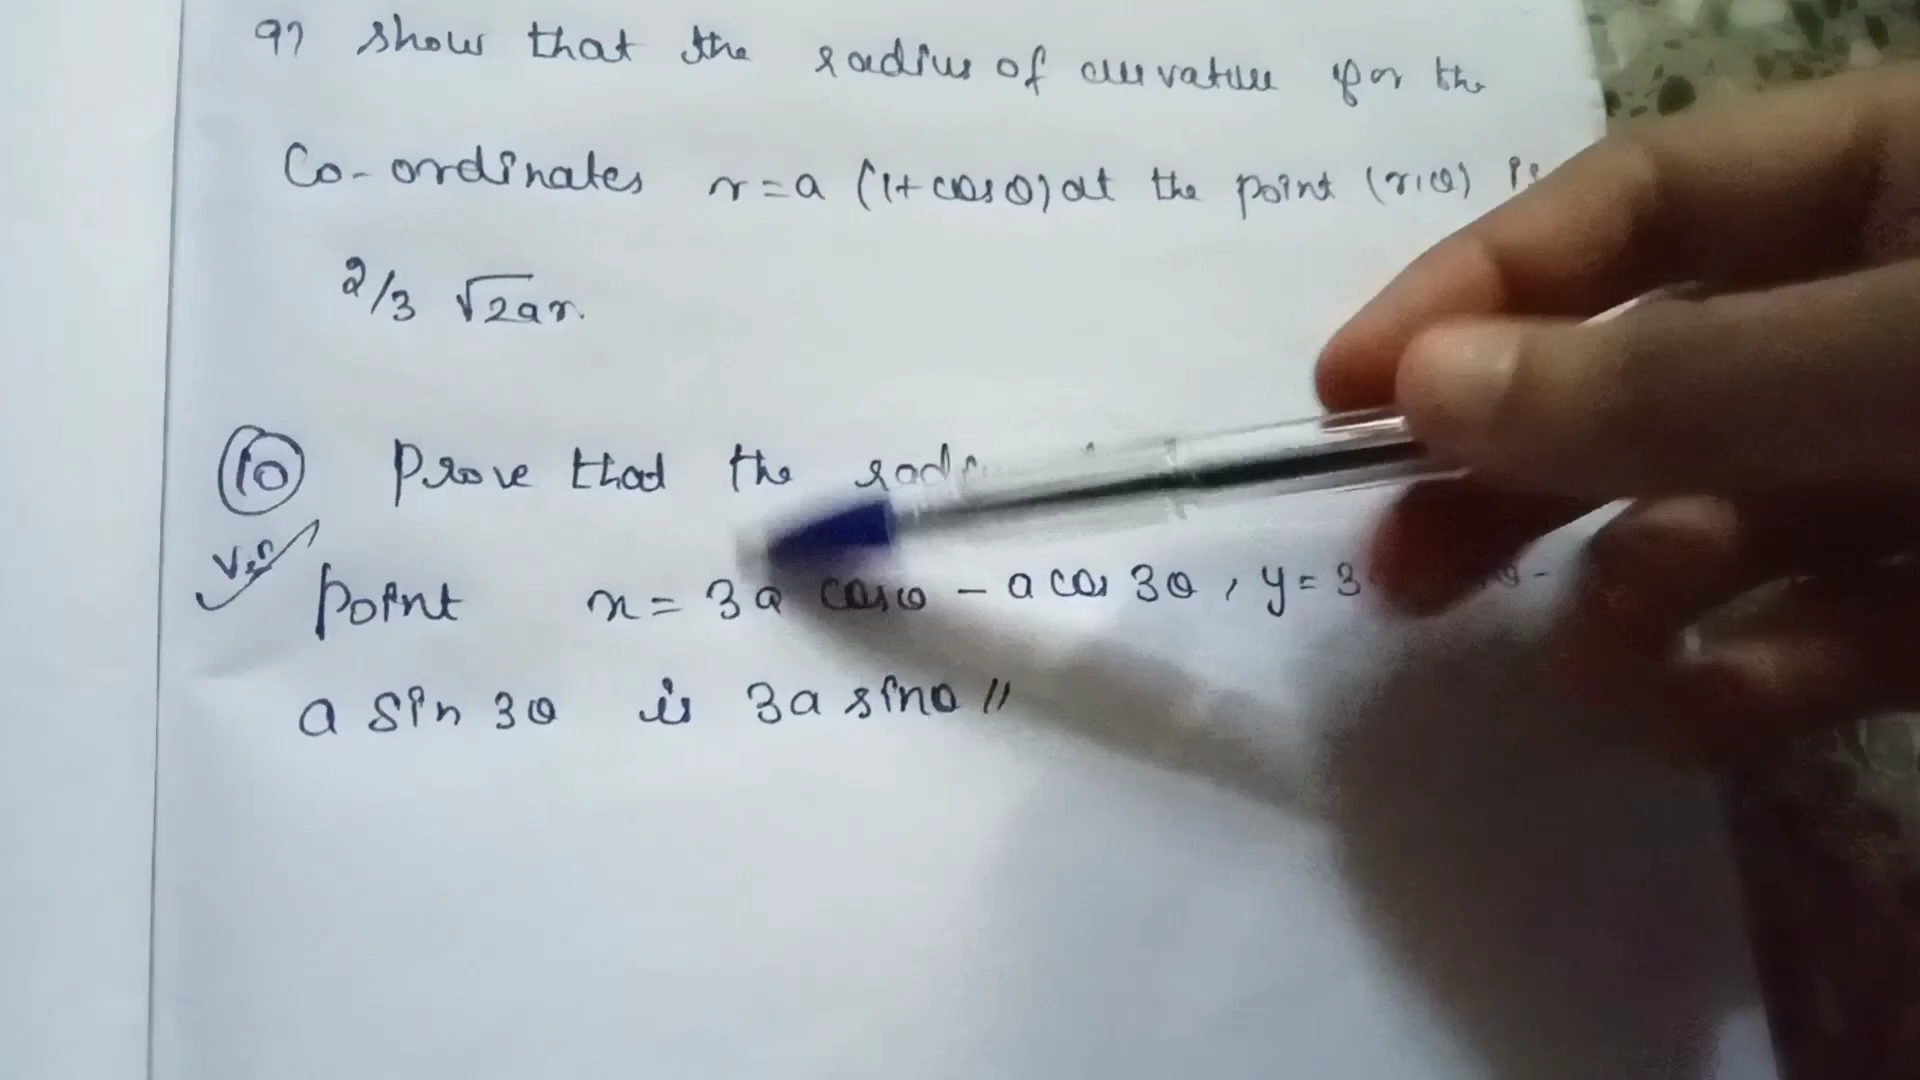 9) show that the radius of curvature for the
Co-ordinates r=a (1+cosθ) at the point (r,θ) is
2/3 √2ar.
10 Prove that the
V.I
Point x = 3a cosθ - a cos 3θ, y = 3
a sin 3θ is 3a sinθ //